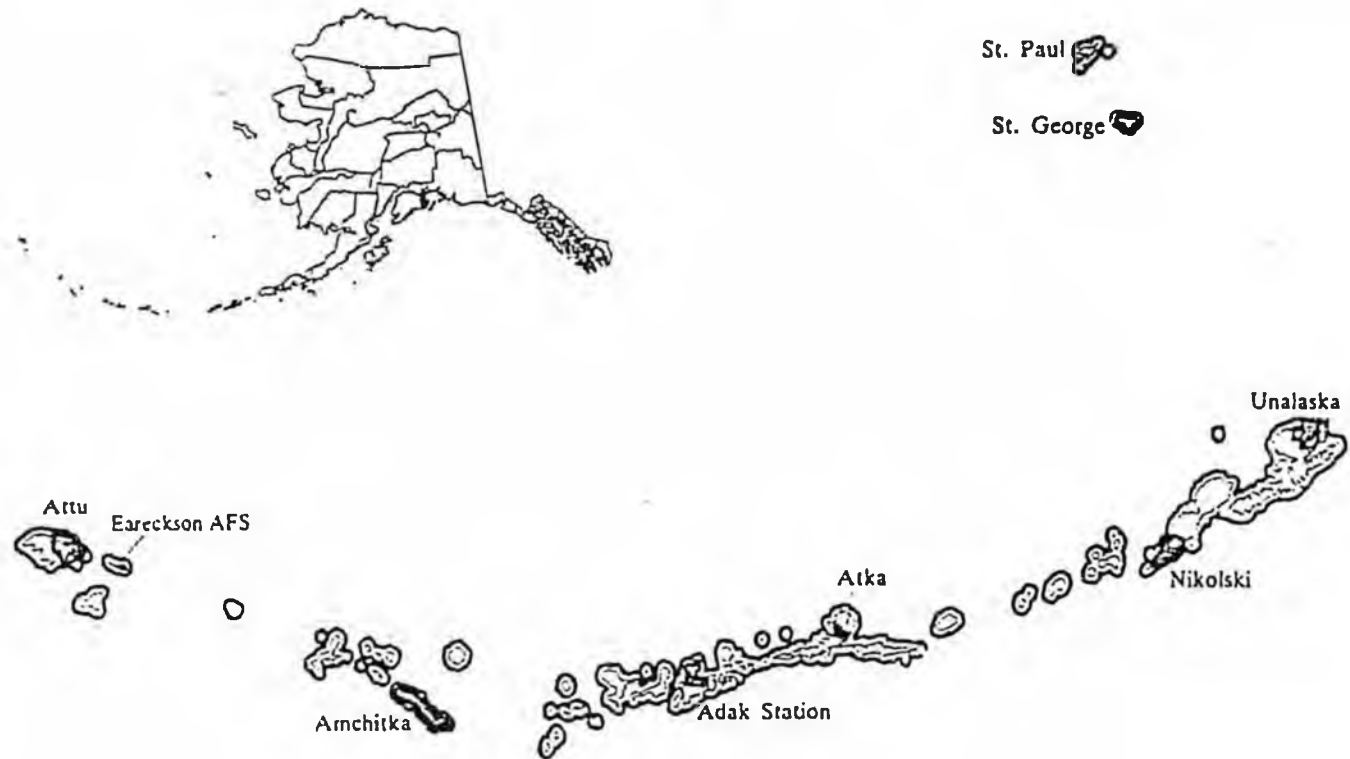 St. Paul
St. George
Unalaska
Attu
Eareckson AFS
Atka
Nikolski
Amchitka
Adak Station